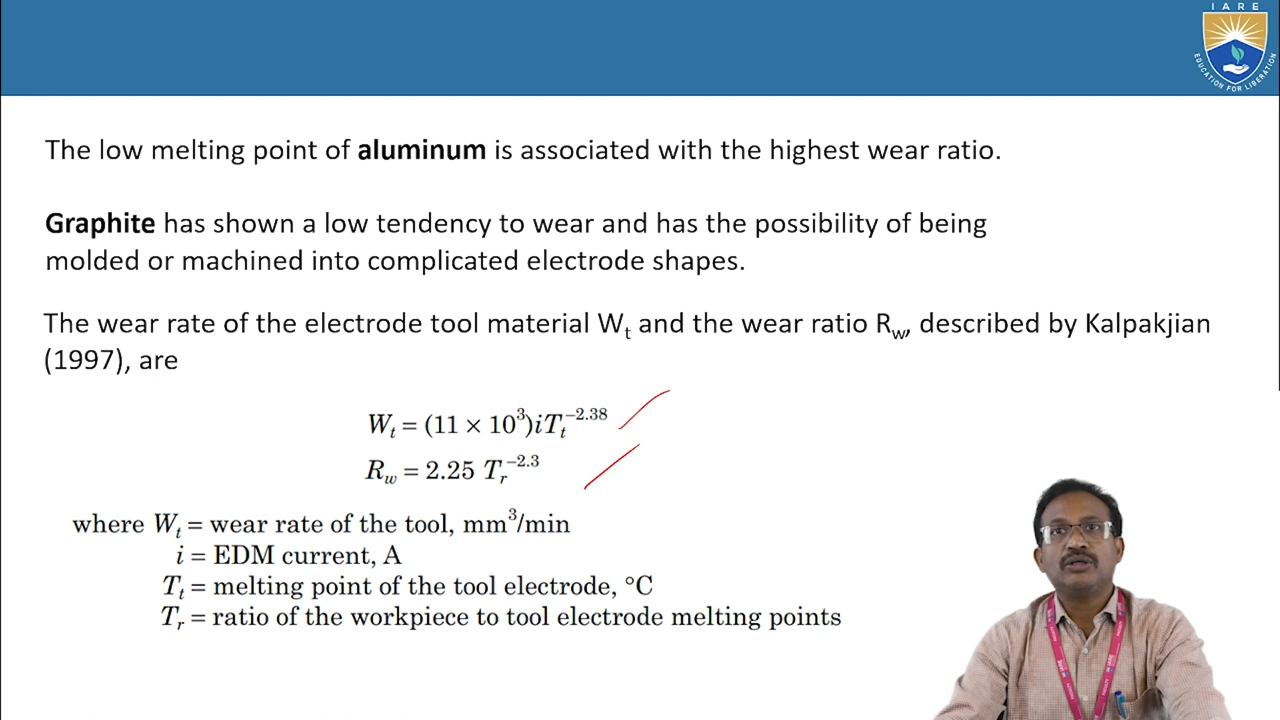 IARE
EDUCATION FOR LIBERATION
The low melting point of aluminum is associated with the highest wear ratio.
Graphite has shown a low tendency to wear and has the possibility of being
molded or machined into complicated electrode shapes.
The wear rate of the electrode tool material Wt and the wear ratio Rw, described by Kalpakjian
(1997), are
Wt = (11 × 10³)iTt^−2.38
Rw = 2.25 Tr^−2.3
where Wt = wear rate of the tool, mm³/min
i = EDM current, A
Tt = melting point of the tool electrode, °C
Tr = ratio of the workpiece to tool electrode melting points